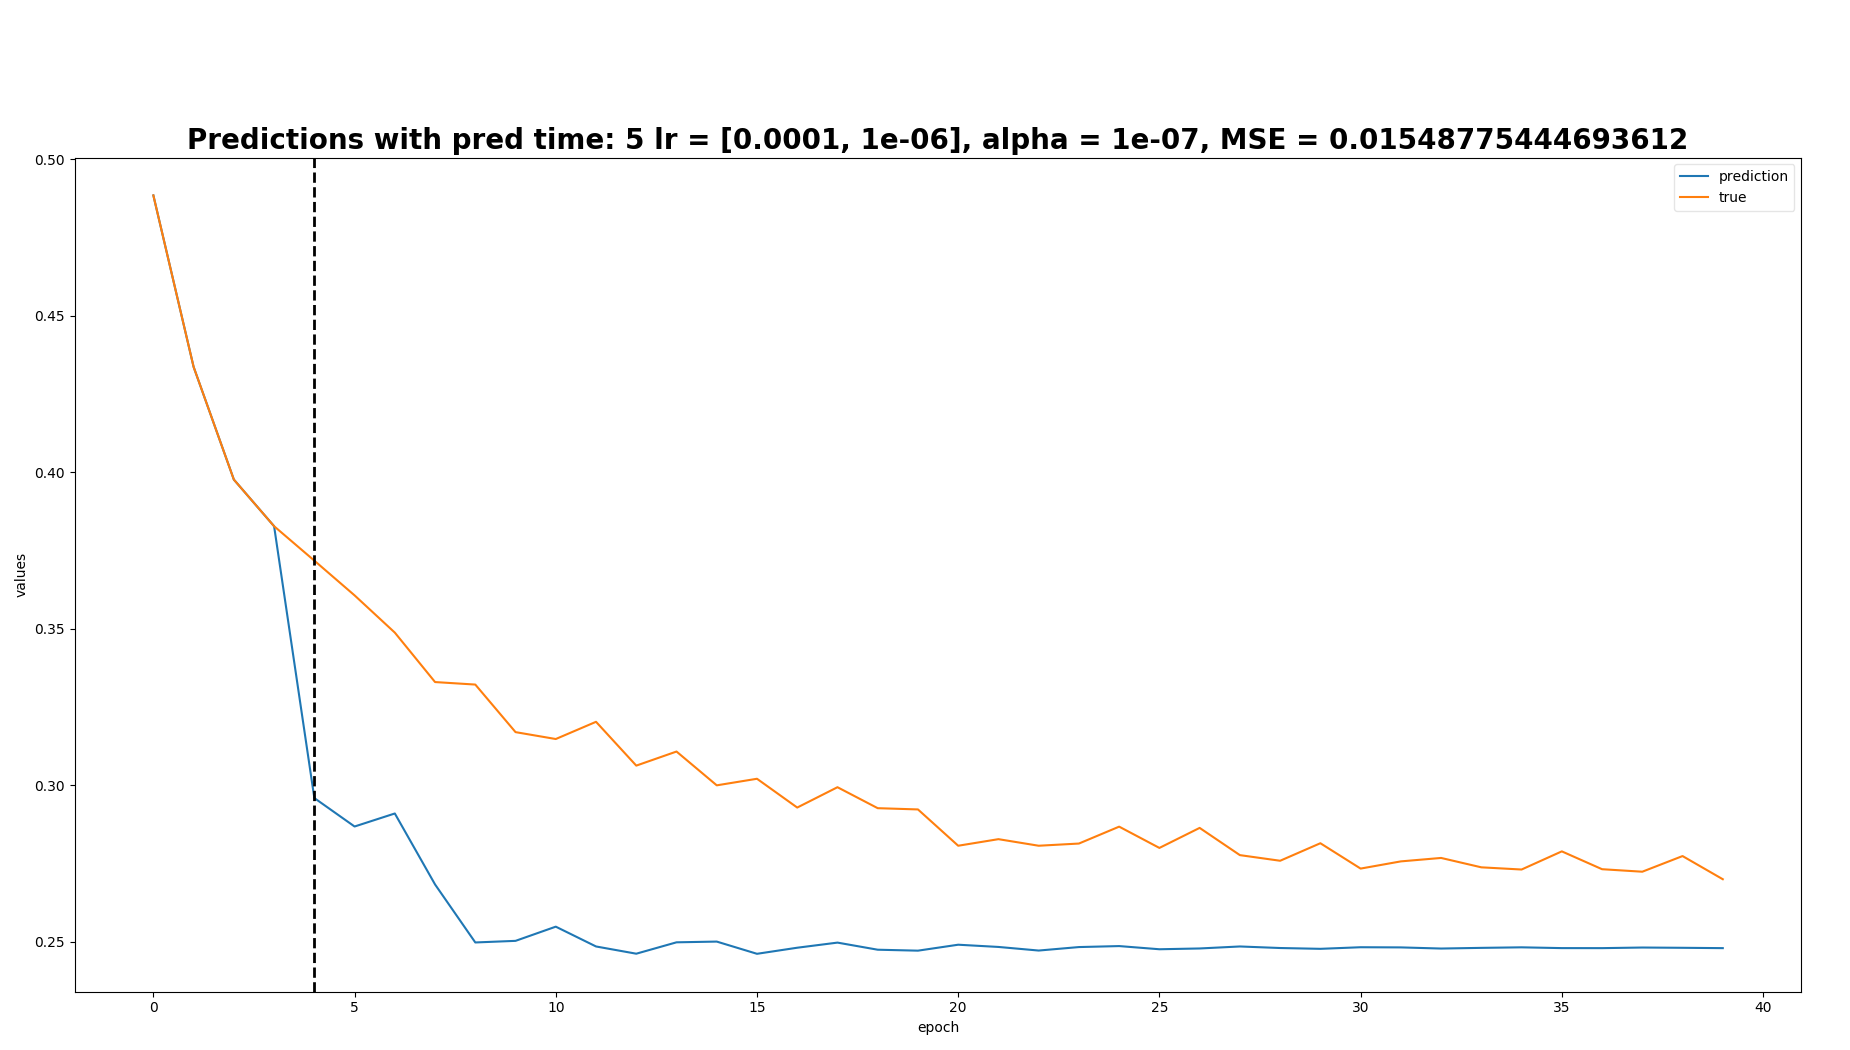 Predictions with pred time: 5 lr = [0.0001, 1e-06], alpha = 1e-07, MSE = 0.01548775444693612
prediction
true
0.50
0.45
0.40
0.35
0.30
0.25
values
0 5 10 15 20 25 30 35 40
epoch